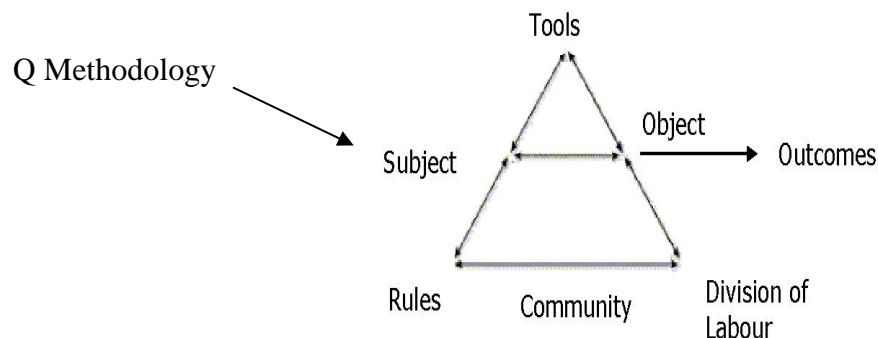 Tools
Q Methodology
Object
Subject
Outcomes
Rules
Community
Division of
Labour